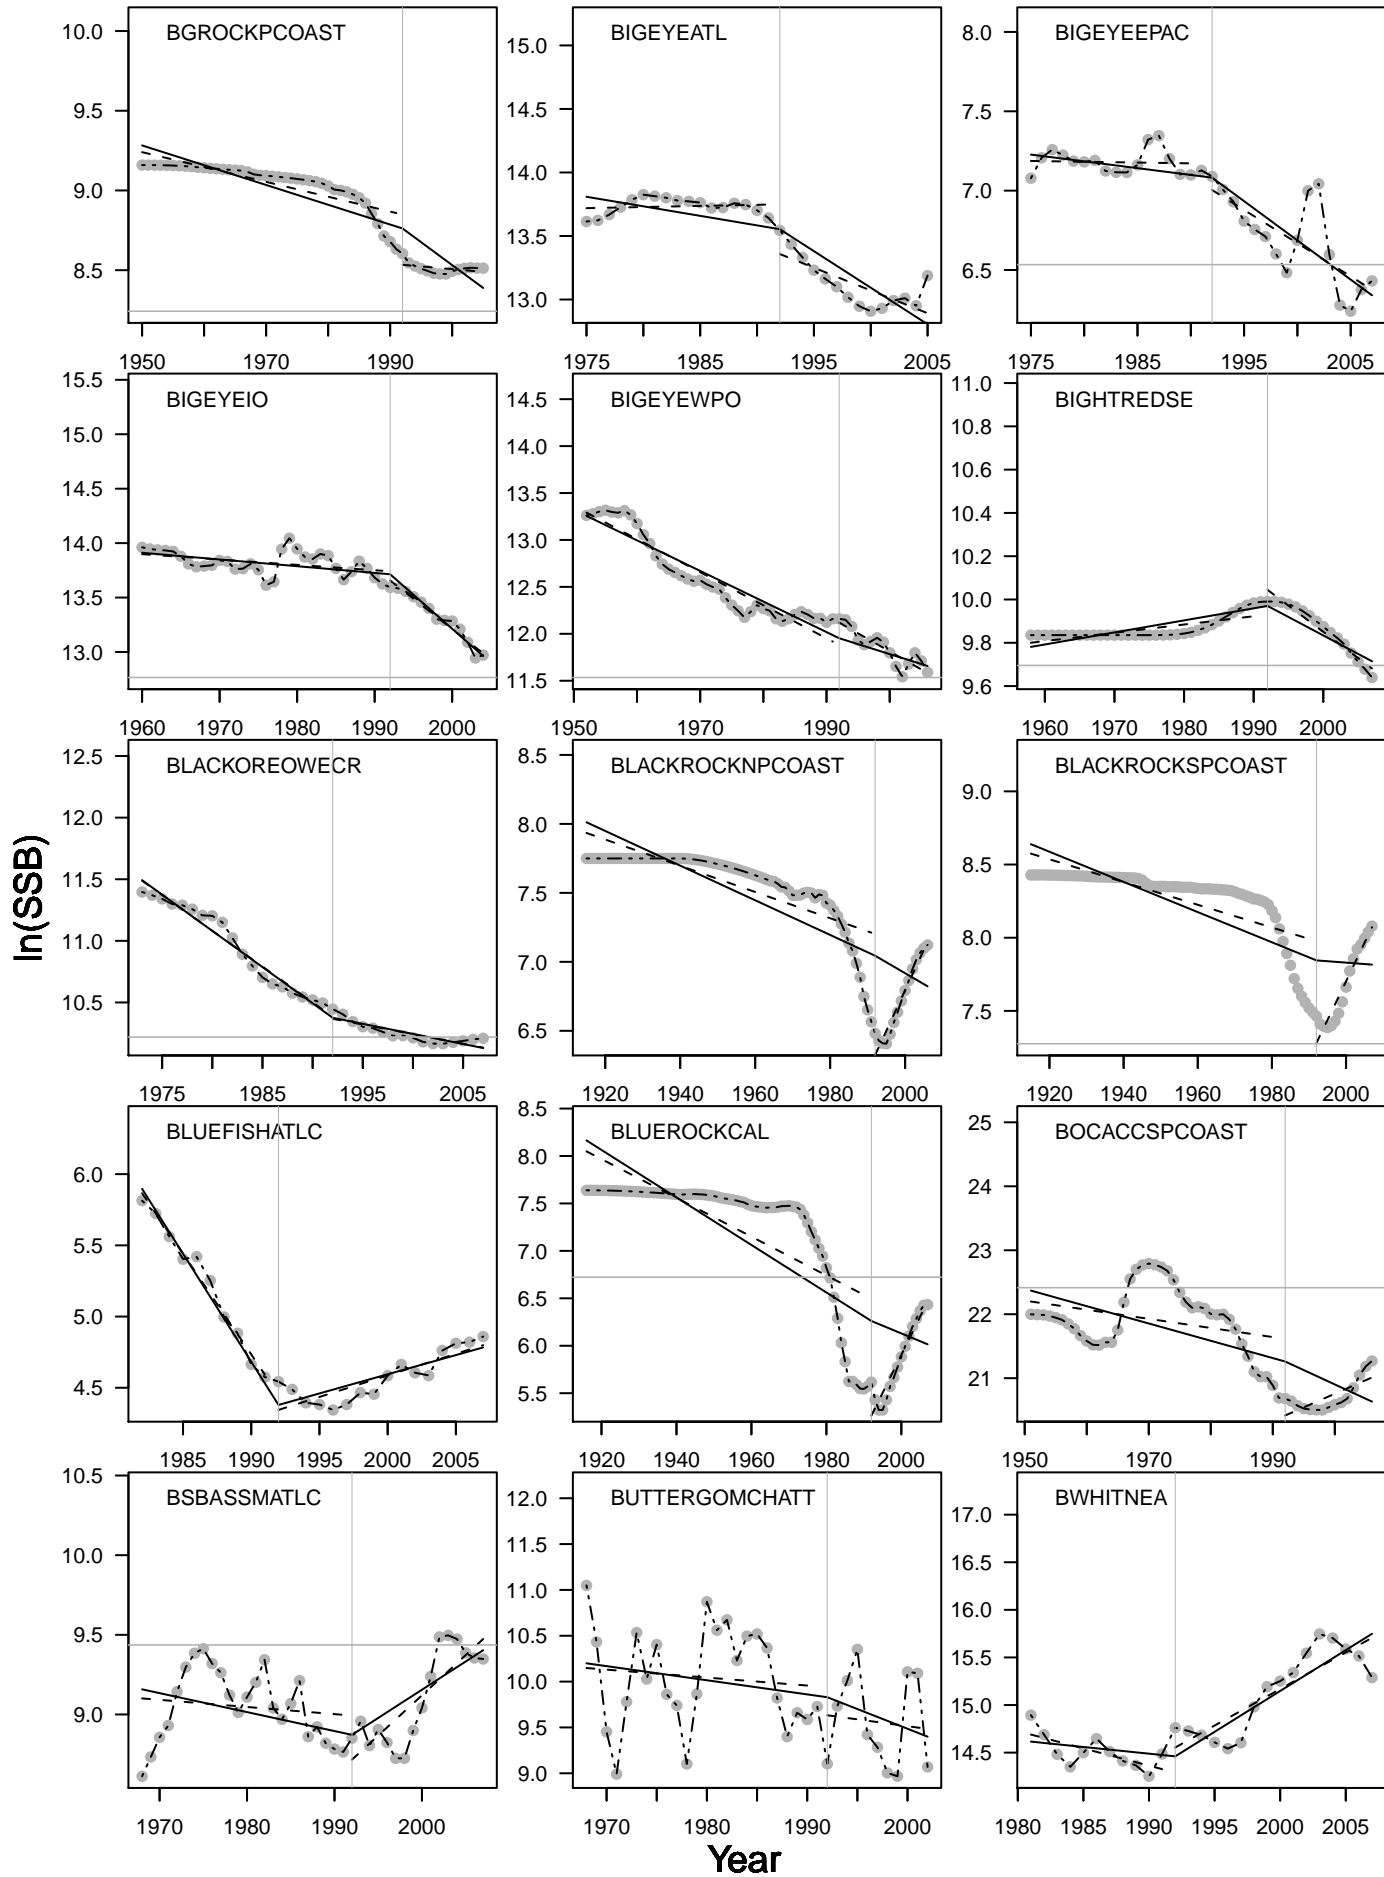 BGROCKPCOAST
10.0
9.5
9.0
8.5
1950 1970 1990
BIGEYEATL
15.0
14.5
14.0
13.5
13.0
1975 1985 1995 2005
BIGEYEEPAC
8.0
7.5
7.0
6.5
1975 1985 1995 2005
BIGEYEIO
15.5
15.0
14.5
14.0
13.5
13.0
1960 1970 1980 1990 2000
BIGEYEWPO
14.5
14.0
13.5
13.0
12.5
12.0
11.5
1950 1970 1990
BIGHTREDSE
11.0
10.8
10.6
10.4
10.2
10.0
9.8
9.6
1960 1970 1980 1990 2000
ln(SSB)
BLACKOREOWECR
12.5
12.0
11.5
11.0
10.5
1975 1985 1995 2005
BLACKROCKNPCOAST
8.5
8.0
7.5
7.0
6.5
1920 1940 1960 1980 2000
BLACKROCKSPCOAST
9.0
8.5
8.0
7.5
1920 1940 1960 1980 2000
BLUEFISHATLC
6.0
5.5
5.0
4.5
1985 1990 1995 2000 2005
BLUEROCKCAL
8.5
8.0
7.5
7.0
6.5
6.0
5.5
1920 1940 1960 1980 2000
BOCACCSPCOAST
25
24
23
22
21
1950 1970 1990
BSBASSMATLC
10.5
10.0
9.5
9.0
1970 1980 1990 2000
BUTTERGOMCHATT
12.0
11.5
11.0
10.5
10.0
9.5
9.0
1970 1980 1990 2000
BWHITNEA
17.0
16.5
16.0
15.5
15.0
14.5
1980 1985 1990 1995 2000 2005
Year